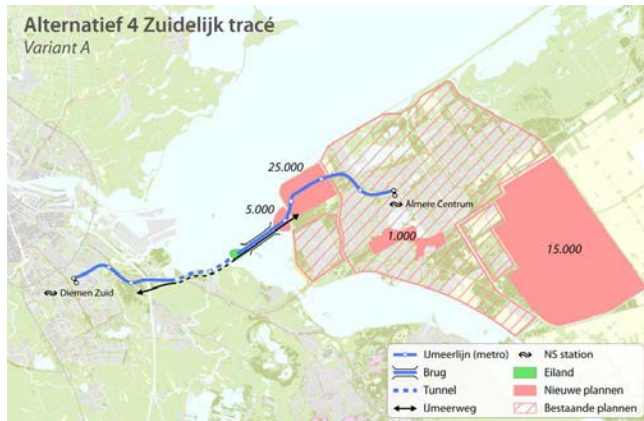 Alternatief 4 Zuidelijk tracé
Variant A
25.000
5.000
Almere Centrum
1.000
15.000
Diemen Zuid
IJmeerlijn (metro)
NS station
Brug
Eiland
Tunnel
Nieuwe plannen
IJmeerweg
Bestaande plannen